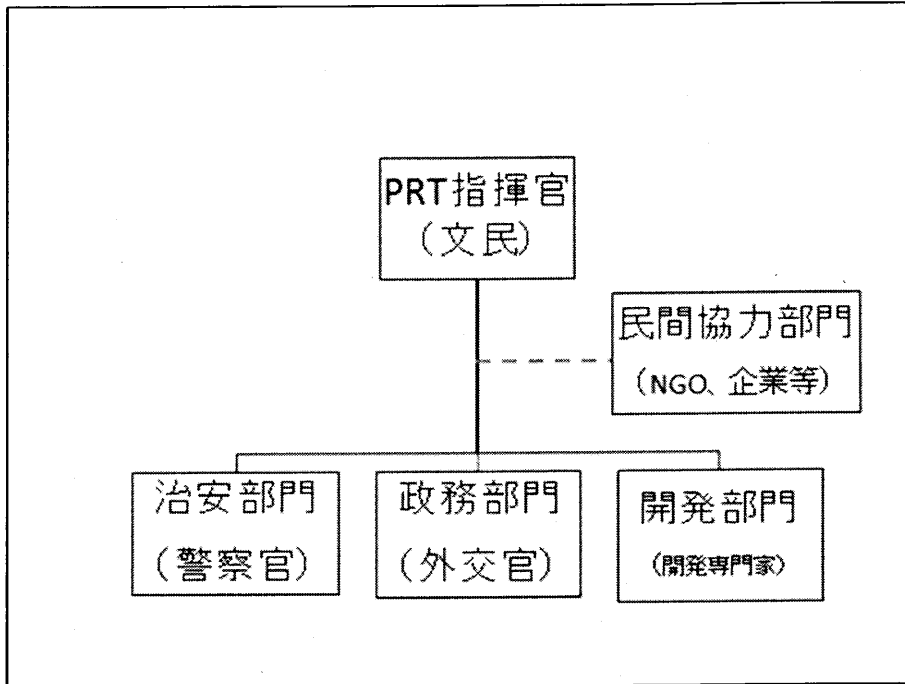 PRT指揮官
(文民)
民間協力部門
(NGO、企業等)
治安部門
(警察官)
政務部門
(外交官)
開発部門
(開発専門家)